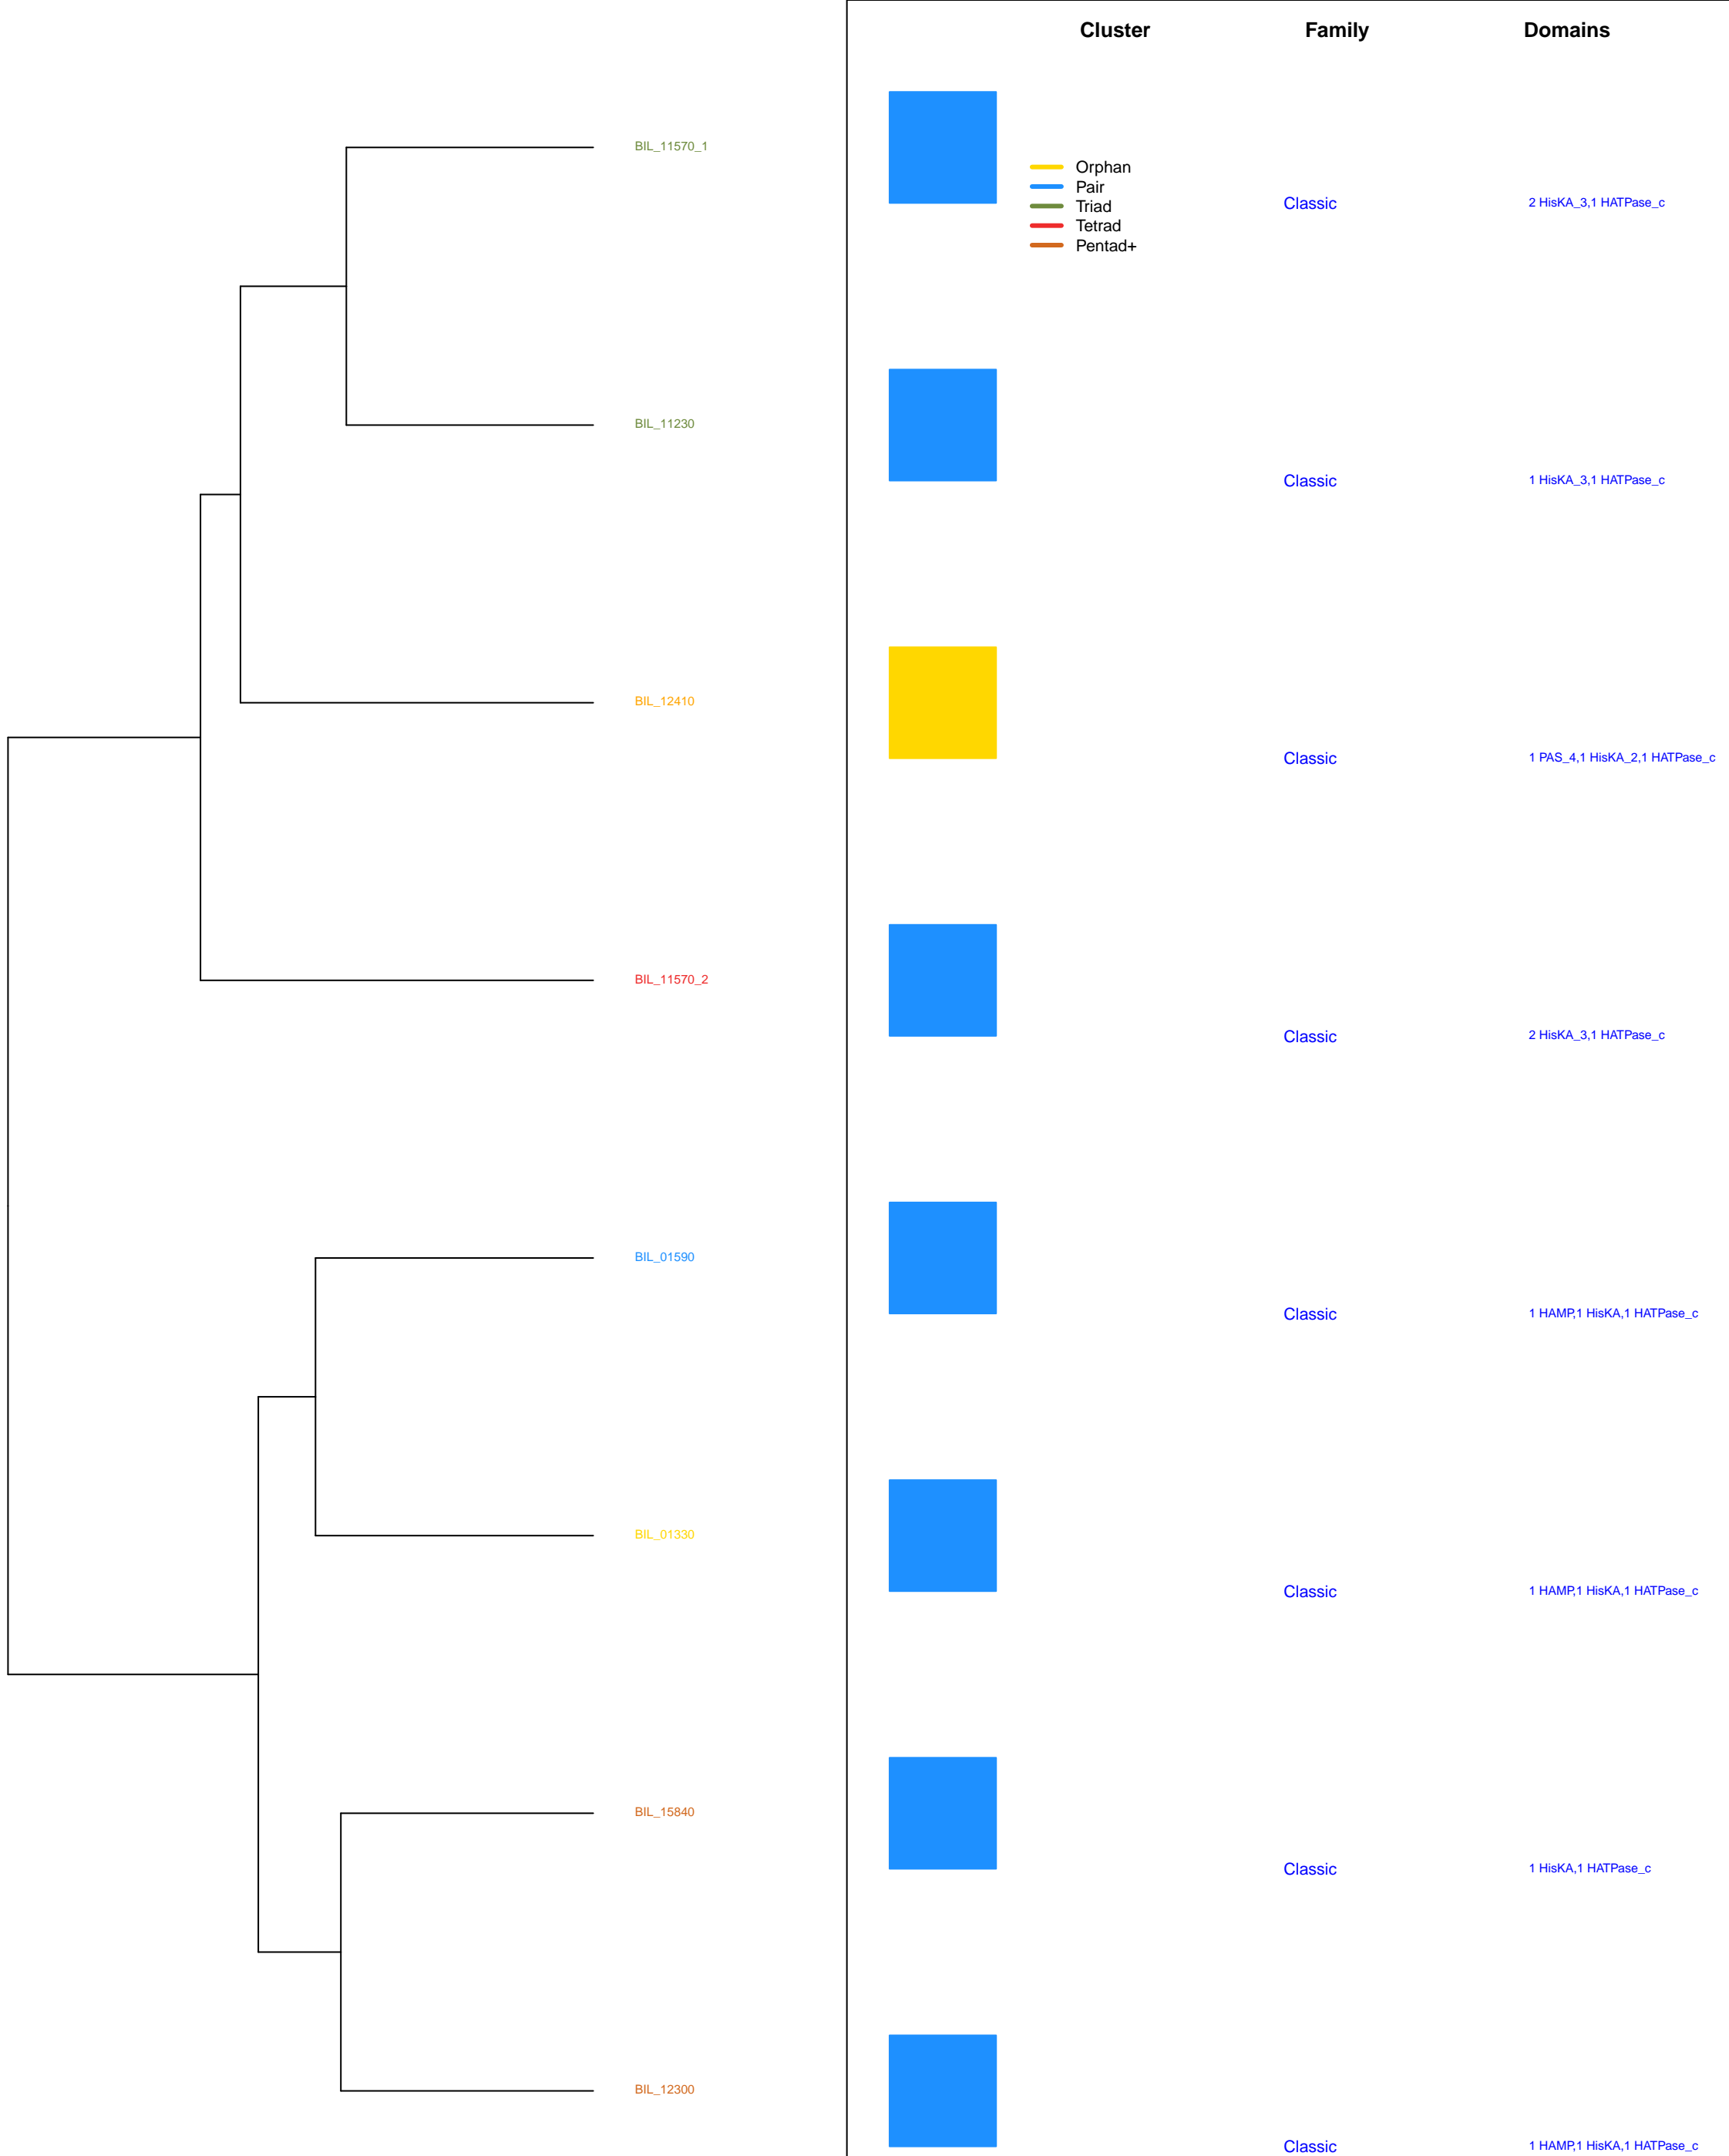 Cluster Family Domains
BIL_11570_1
Orphan
Pair
Triad
Tetrad
Pentad+
Classic 2 HisKA_3,1 HATPase_c
BIL_11230
Classic 1 HisKA_3,1 HATPase_c
BIL_12410
Classic 1 PAS_4,1 HisKA_2,1 HATPase_c
BIL_11570_2
Classic 2 HisKA_3,1 HATPase_c
BIL_01590
Classic 1 HAMP,1 HisKA,1 HATPase_c
BIL_01330
Classic 1 HAMP,1 HisKA,1 HATPase_c
BIL_15840
Classic 1 HisKA,1 HATPase_c
BIL_12300
Classic 1 HAMP,1 HisKA,1 HATPase_c